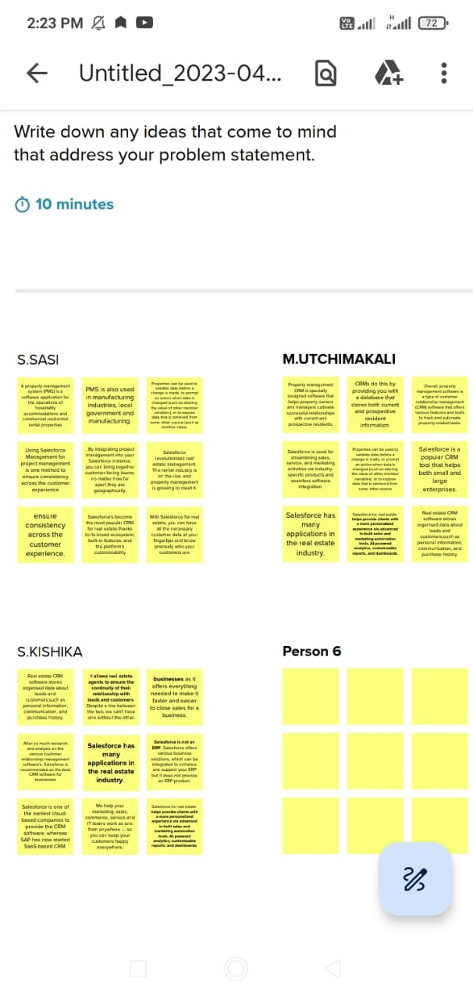 2:23 PM
Vo LTE
H
72
Untitled_2023-04...
Write down any ideas that come to mind
that address your problem statement.
10 minutes
S.SASI
A property management
system (PMS) is a
software application for
the operations of
hospitality
accommodations and
commercial residential
rental properties
PMS is also used
in manufacturing
industries, local
government and
manufacturing.
Properties can be used to
validate data before a
change is made, to prompt
an action when data is
changed (such as altering
the value of other member
variables), or to expose
data that is retrieved from
some other source (such as
another class).
Using Salesforce
Management for
project management
is one method to
ensure consistency
across the customer
experience
. By integrating project
management into your
Salesforce instance,
you can bring together
customer-facing teams,
no matter how far
apart they are
geographically.
Salesforce
revolutionises real
estate management.
The rental industry is
on the rise, and
property management
is growing to meet it.
ensure
consistency
across the
customer
experience.
Salesforce's become
the most popular CRM
for real estate thanks
to its broad ecosystem,
built-in features, and
the platform's
customizability
With Salesforce for real
estate, you can have
all the necessary
customer data at your
fingertips and know
precisely who your
customers are
M.UTCHIMAKALI
Property management
CRM is specially
designed software that
helps property owners
and managers cultivate
successful relationships
with current and
prospective residents.
CRMs do this by
providing you with
a database that
stores both current
and prospective
resident
information.
Overall, property
management software is
a type of customer
relationship management
(CRM) software that offers
various features and tools
to track and automate
property-related tasks.
Salesforce is used for
streamlining sales,
service, and marketing
activities via industry-
specific products and
seamless software
integration.
Properties can be used to
validate data before a
change is made, to prompt
an action when data is
changed (such as altering
the value of other member
variables), or to expose
data that is retrieved from
some other source
Salesforce is a
popular CRM
tool that helps
both small and
large
enterprises.
Salesforce has
many
applications in
the real estate
industry.
Salesforce for real estate
helps provide clients with
a more personalized
experience via advanced
in-built sales and
marketing automation
tools, AI-powered
analytics, customizable
reports, and dashboards
Real estate CRM
software stores
organised data about
leads and
customers,such as
personal information,
communication, and
purchase history.
S.KISHIKA
Real estate CRM
software stores
organised data about
leads and
customers,such as
personal information,
communication, and
purchase history.
It allows real estate
agents to ensure the
continuity of their
relationship with
leads and customers.
Despite a line between
the two, we can't have
one without the other.
businesses as it
offers everything
needed to make it
faster and easier
to close sales for a
business.
After so much research
and analysis on the
various customer
relationship management
software's, Salesforce is
recommended as the best
CRM software for
businesses
Salesforce has
many
applications in
the real estate
industry.
Salesforce is not an
ERP. Salesforce offers
various business
solutions, which can be
integrated to enhance
and support your ERP
but it does not provide
an ERP product.
Salesforce is one of
the earliest cloud-
based companies to
provide the CRM
software, whereas
SAP has now started
SaaS-based CRM.
We help your
marketing, sales,
commerce, service and
IT teams work as one
from anywhere — so
you can keep your
customers happy
everywhere.
Salesforce for real estate
helps provide clients with
a more personalized
experience via advanced
in-built sales and
marketing automation
tools, AI-powered
analytics, customizable
reports, and dashboards
Person 6